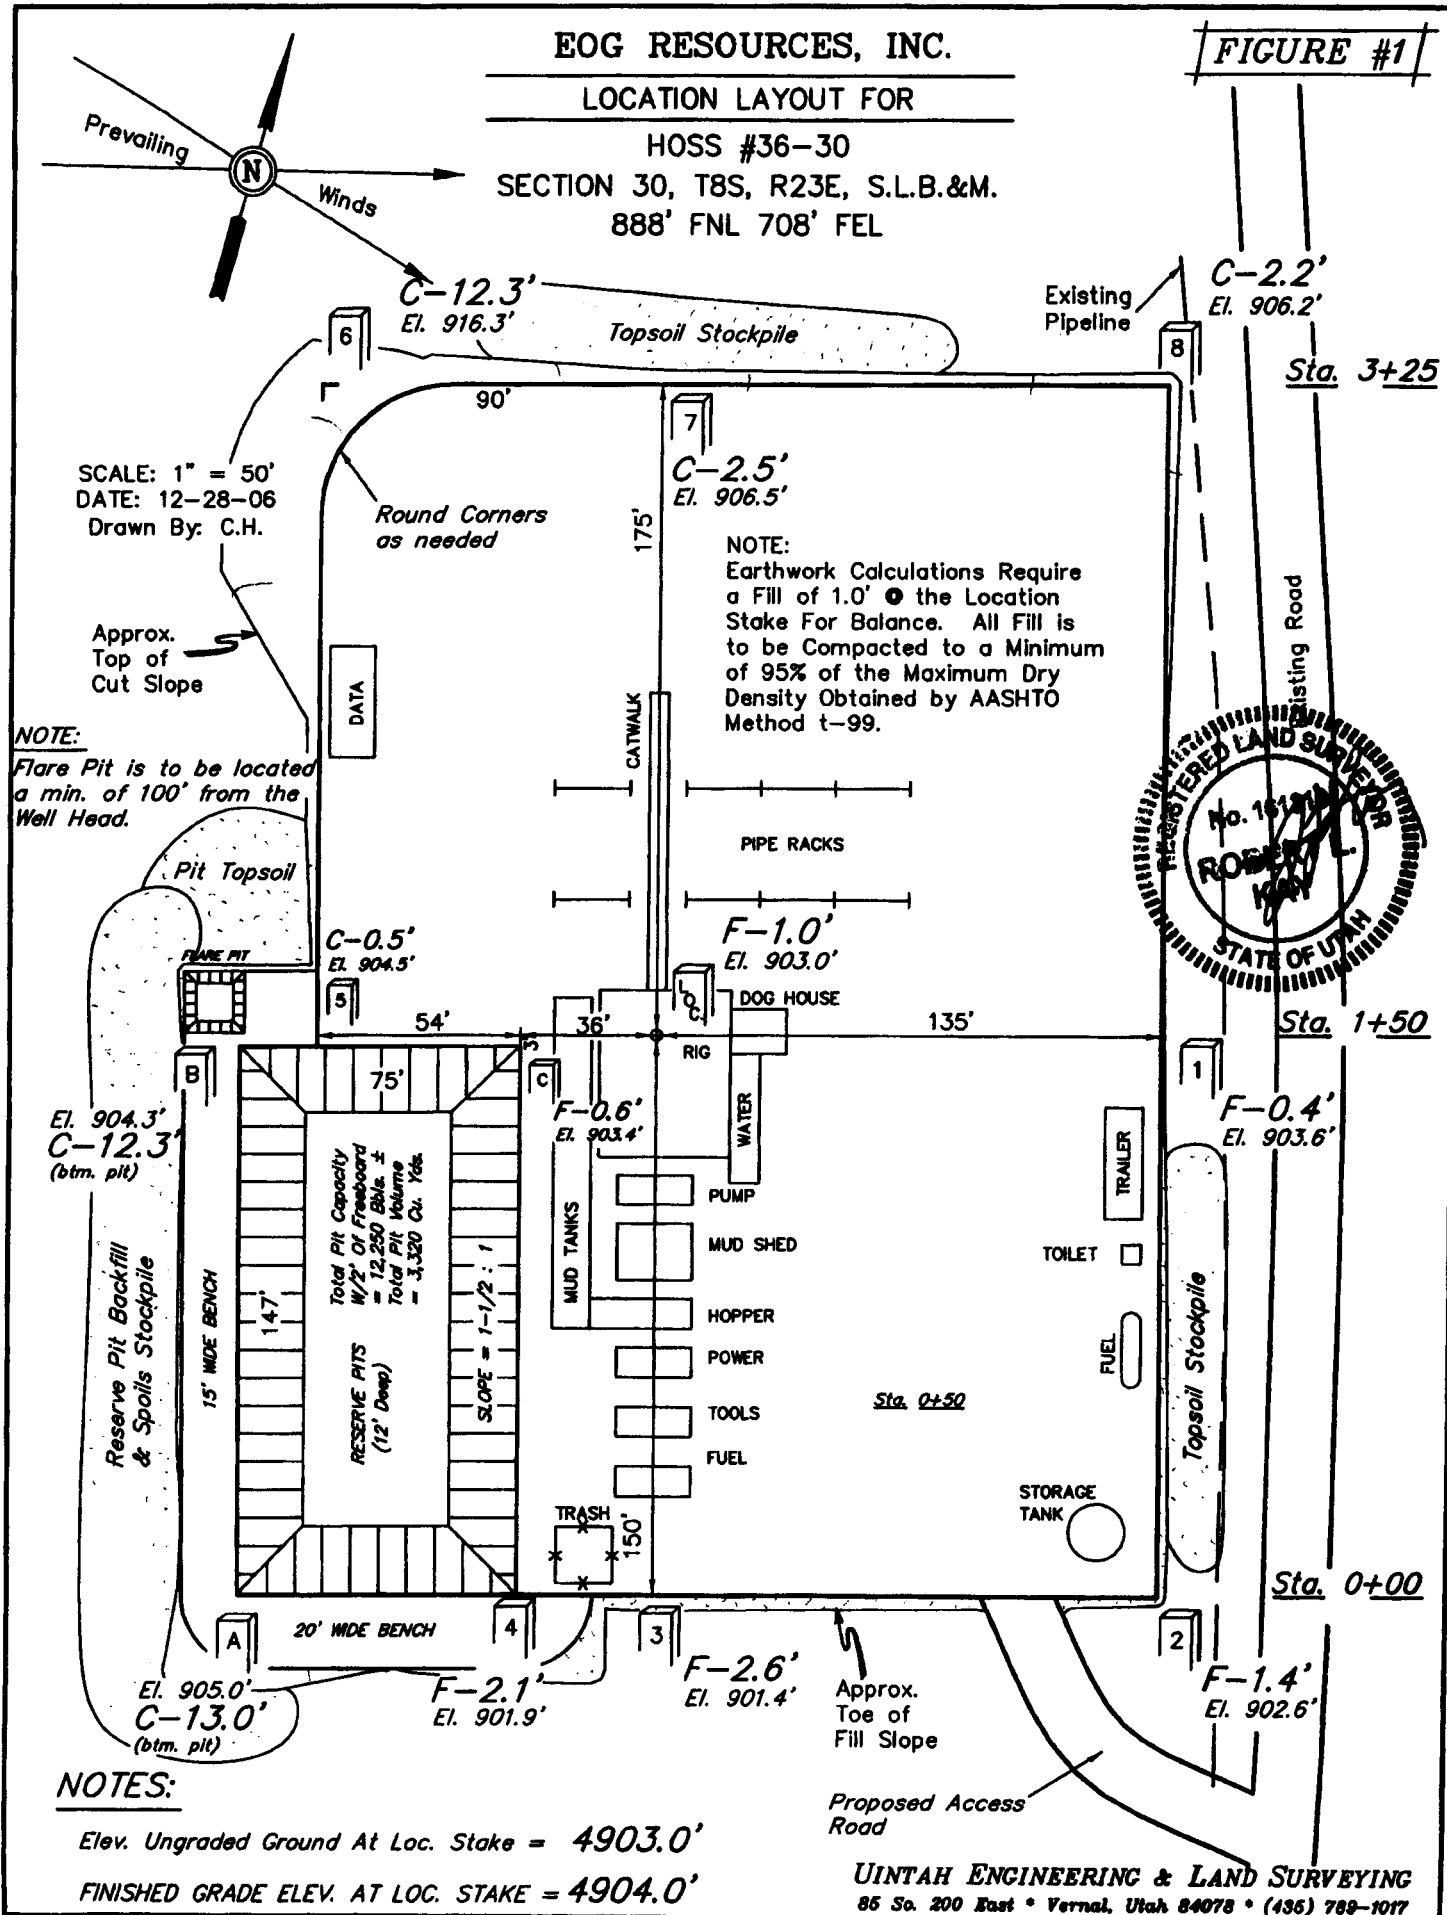 EOG RESOURCES, INC.
FIGURE #1
LOCATION LAYOUT FOR
HOSS #36-30
SECTION 30, T8S, R23E, S.L.B.&M.
888' FNL 708' FEL
Prevailing
N
Winds
C-12.3'
El. 916.3'
Topsoil Stockpile
Existing
Pipeline
C-2.2'
El. 906.2'
6
8
Sta. 3+25
90'
7
C-2.5'
El. 906.5'
SCALE: 1" = 50'
DATE: 12-28-06
Drawn By: C.H.
Round Corners
as needed
175'
NOTE:
Earthwork Calculations Require
a Fill of 1.0' @ the Location
Stake For Balance. All Fill is
to be Compacted to a Minimum
of 95% of the Maximum Dry
Density Obtained by AASHTO
Method t-99.
Existing Road
Approx.
Top of
Cut Slope
DATA
CATWALK
NOTE:
Flare Pit is to be located
a min. of 100' from the
Well Head.
REGISTERED LAND SURVEYOR
ROBERT L.
KAY
STATE OF UTAH
PIPE RACKS
Pit Topsoil
FLARE PIT
C-0.5'
El. 904.5'
5
F-1.0'
El. 903.0'
LOC.
DOG HOUSE
54'
36'
135'
3'
RIG
Sta. 1+50
B
75'
C
1
El. 904.3'
C-12.3'
(btm. pit)
F-0.6'
El. 903.4'
WATER
F-0.4'
El. 903.6'
TRAILER
Total Pit Capacity
W/2' Of Freeboard
= 12,250 Bbls. ±
Total Pit Volume
= 3,320 Cu. Yds.
PUMP
MUD SHED
MUD TANKS
TOILET
Reserve Pit Backfill
& Spoils Stockpile
15' WIDE BENCH
147'
RESERVE PITS
(12' Deep)
SLOPE = 1-1/2 : 1
HOPPER
POWER
FUEL
Topsoil Stockpile
TOOLS
Sta. 0+50
FUEL
TRASH
150'
STORAGE
TANK
Sta. 0+00
A
20' WIDE BENCH
4
3
2
El. 905.0'
C-13.0'
(btm. pit)
F-2.1'
El. 901.9'
F-2.6'
El. 901.4'
Approx.
Toe of
Fill Slope
F-1.4'
El. 902.6'
NOTES:
Proposed Access
Road
Elev. Ungraded Ground At Loc. Stake = 4903.0'
FINISHED GRADE ELEV. AT LOC. STAKE = 4904.0'
UINTAH ENGINEERING & LAND SURVEYING
85 So. 200 East * Vernal, Utah 84078 * (435) 789-1017